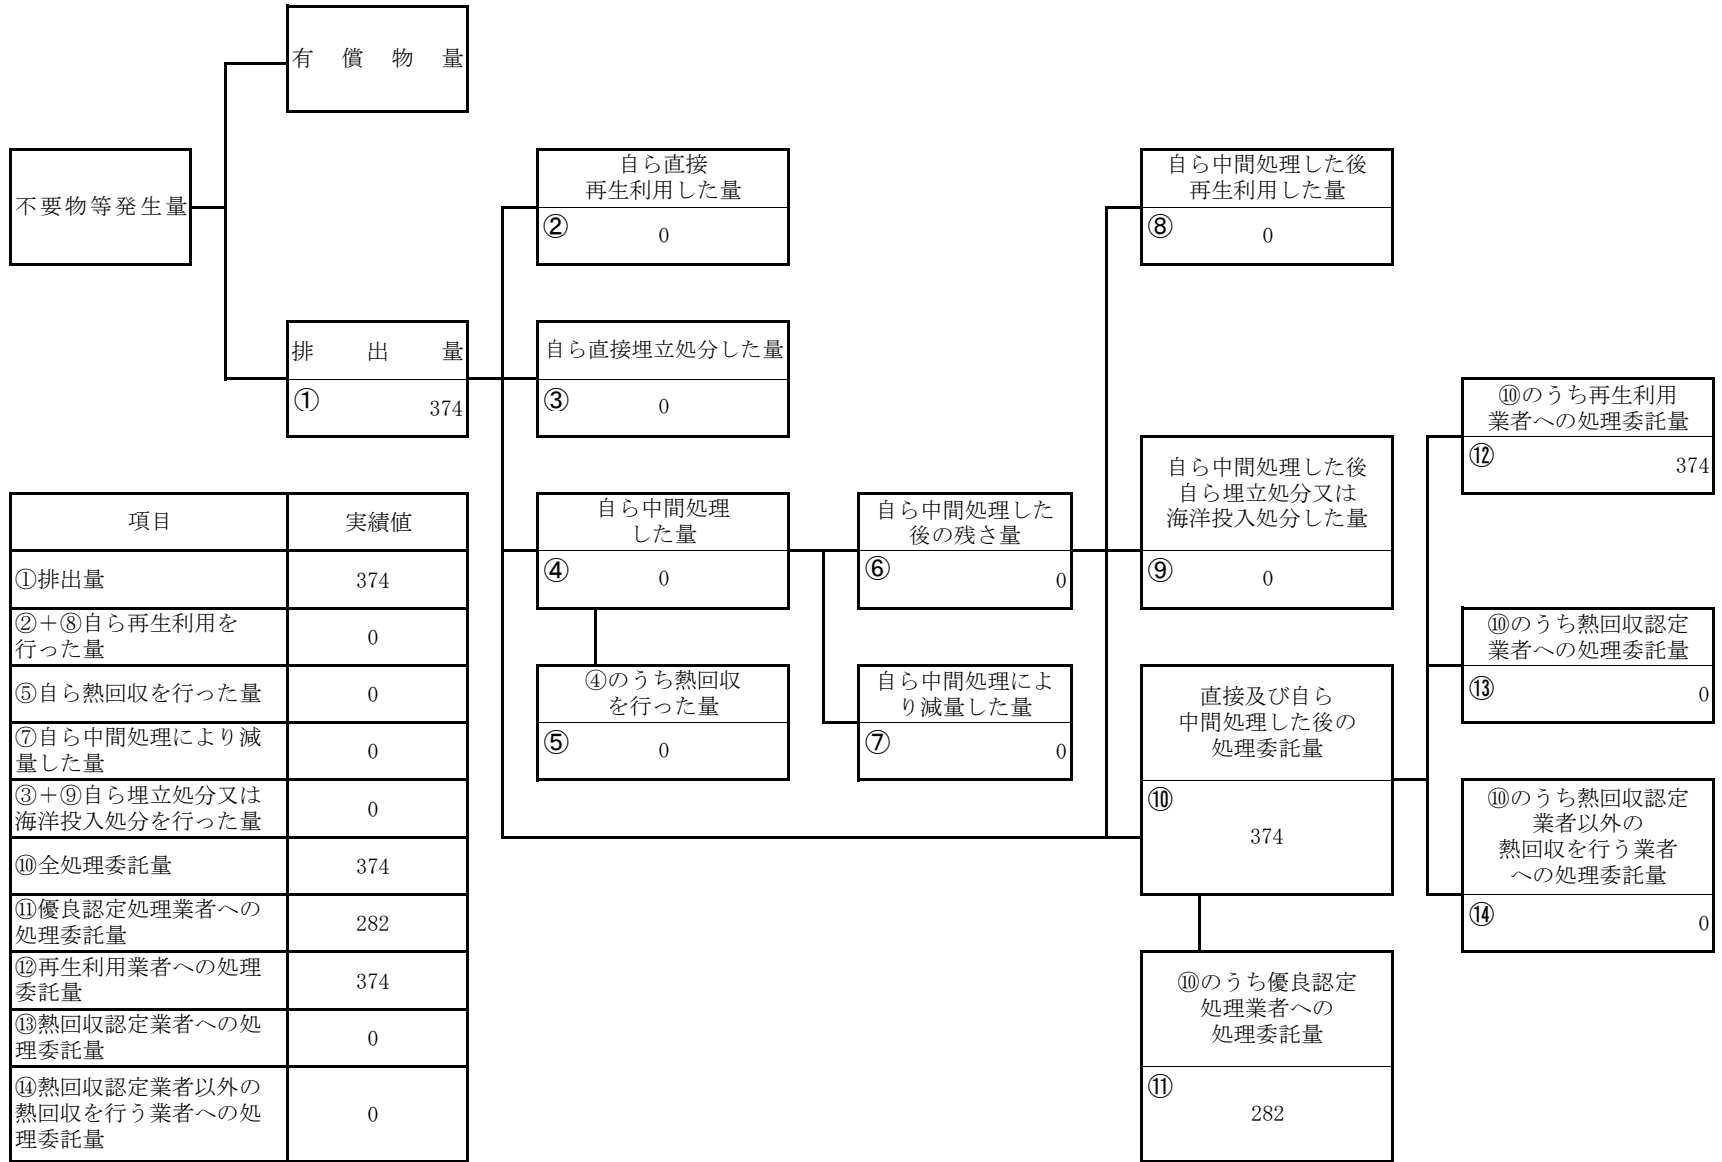 有償物量
不要物等発生量
排出量
①
374
自ら直接
再生利用した量
②
0
自ら直接埋立処分した量
③
0
自ら中間処理
した量
④
0
④のうち熱回収
を行った量
⑤
0
自ら中間処理した
後の残さ量
⑥
0
自ら中間処理によ
り減量した量
⑦
0
自ら中間処理した後
再生利用した量
⑧
0
自ら中間処理した後
自ら埋立処分又は
海洋投入処分した量
⑨
0
直接及び自ら
中間処理した後の
処理委託量
⑩
374
⑩のうち優良認定
処理業者への
処理委託量
⑪
282
⑩のうち再生利用
業者への処理委託量
⑫
374
⑩のうち熱回収認定
業者への処理委託量
⑬
0
⑩のうち熱回収認定
業者以外の
熱回収を行う業者
への処理委託量
⑭
0
項目 実績値
①排出量 374
②+⑧自ら再生利用を
行った量 0
⑤自ら熱回収を行った量 0
⑦自ら中間処理により減
量した量 0
③+⑨自ら埋立処分又は
海洋投入処分を行った量 0
⑩全処理委託量 374
⑪優良認定処理業者への
処理委託量 282
⑫再生利用業者への処理
委託量 374
⑬熱回収認定業者への処
理委託量 0
⑭熱回収認定業者以外の
熱回収を行う業者への処
理委託量 0